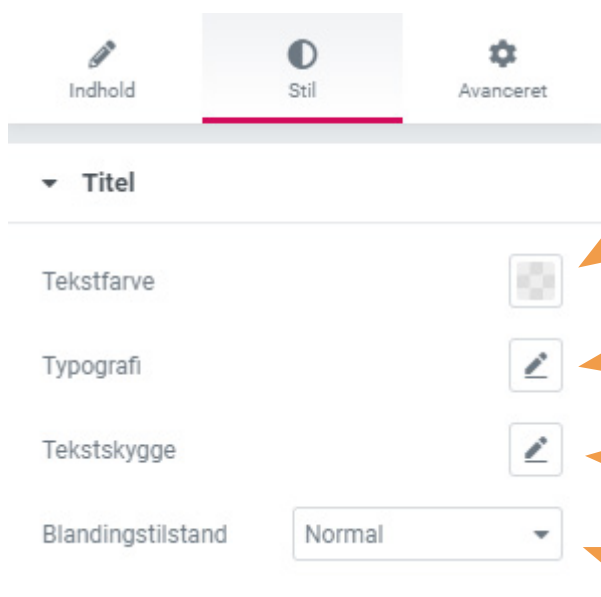 Indhold
Stil
Avanceret
Titel
Tekstfarve
Typografi
Tekstskygge
Blandingstilstand Normal